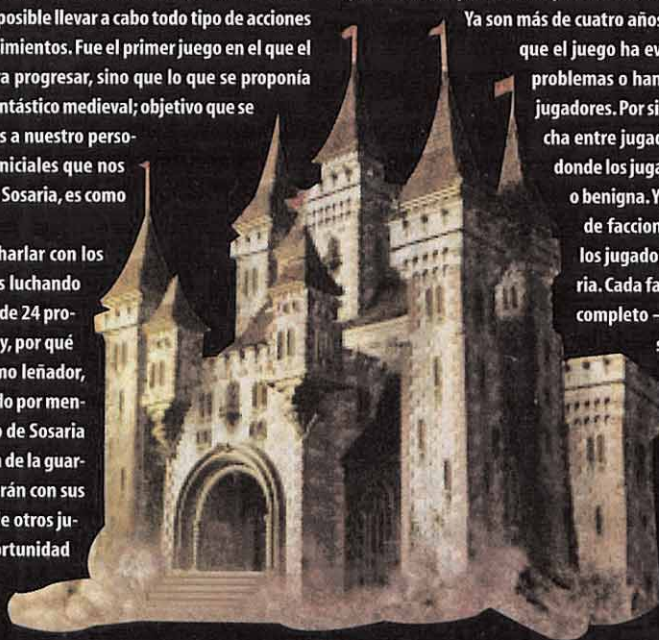 posible llevar a cabo todo tipo de acciones
imientos. Fue el primer juego en el que el
a progresar, sino que lo que se proponía
ntástico medieval; objetivo que se
s a nuestro perso-
niciales que nos
Sosaria, es como
harlar con los
s luchando
de 24 pro-
y, por qué
mo leñador,
do por men-
o de Sosaria
a de la guar-
rán con sus
e otros ju-
ortunidad
Ya son más de cuatro años
que el juego ha ev
problemas o han
jugadores. Por si
cha entre jugad
donde los juga
o benigna. Y
de faccion
los jugado
ria. Cada fa
completo –
s